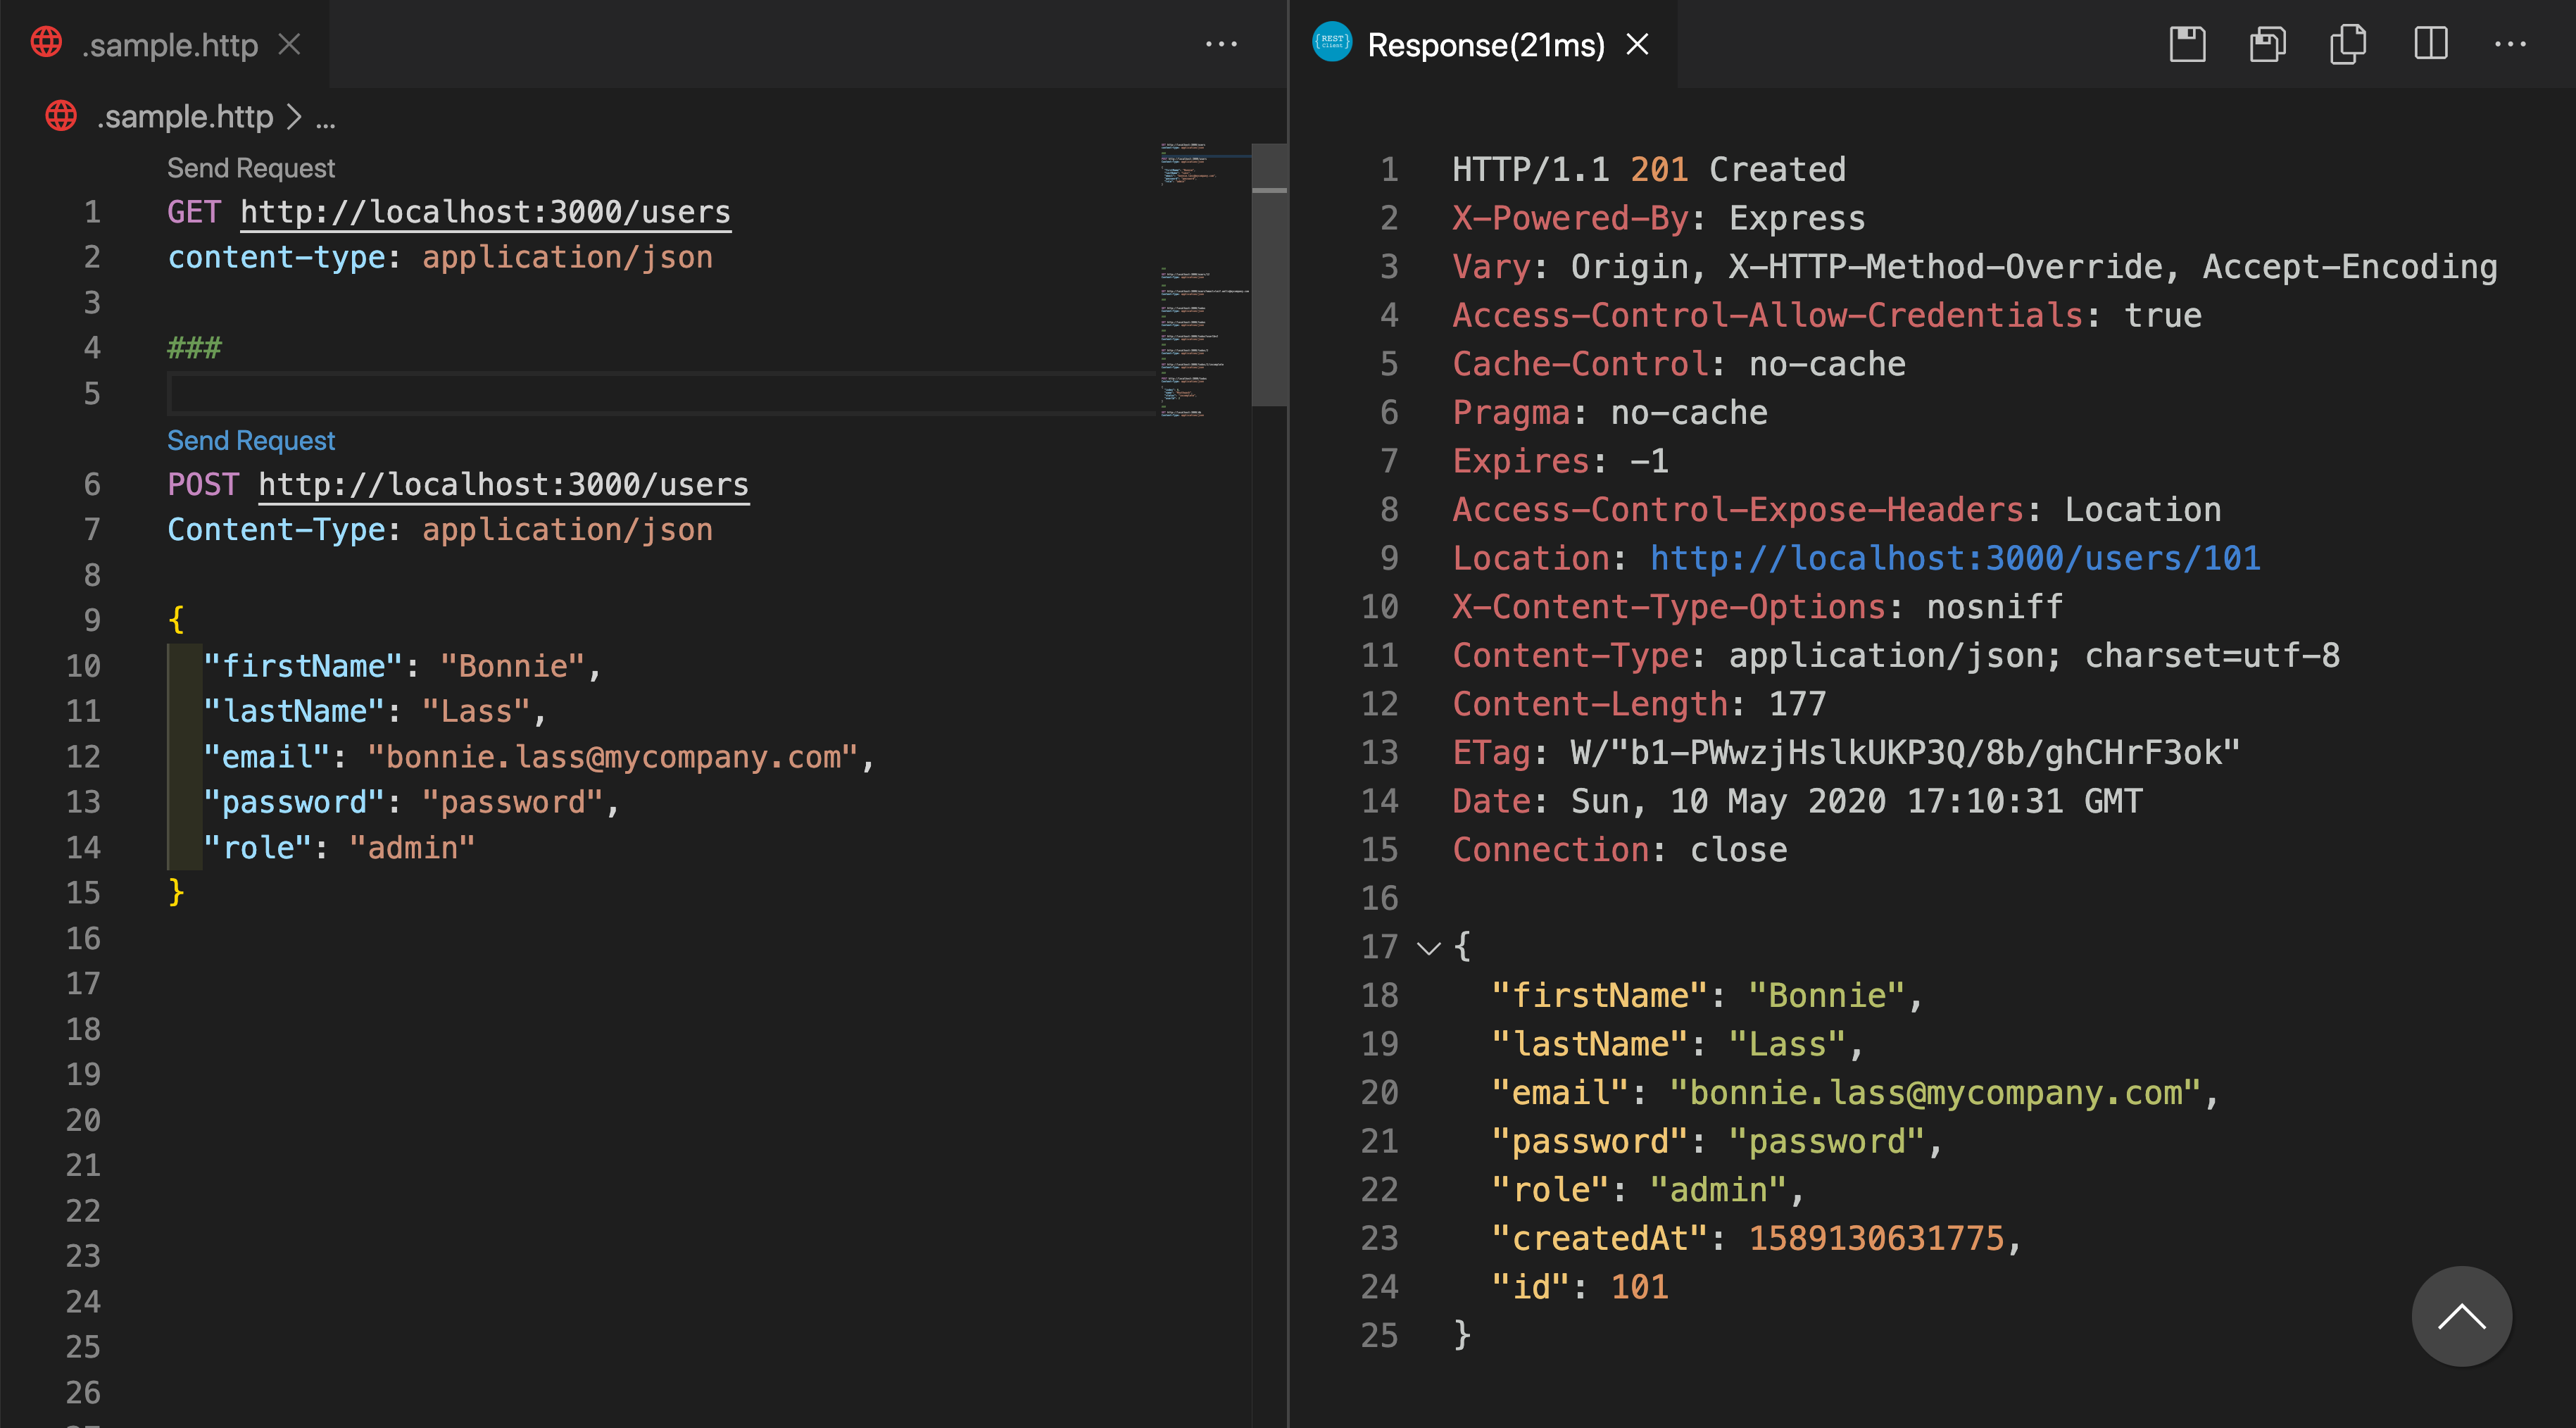 .sample.http
.sample.http > ...
Send Request
1 GET http://localhost:3000/users
2 content-type: application/json
3
4 ###
5
Send Request
6 POST http://localhost:3000/users
7 Content-Type: application/json
8
9 {
10 "firstName": "Bonnie",
11 "lastName": "Lass",
12 "email": "bonnie.lass@mycompany.com",
13 "password": "password",
14 "role": "admin"
15 }
16
17
18
19
20
21
22
23
24
25
26
{REST Client}
Response(21ms)
1 HTTP/1.1 201 Created
2 X-Powered-By: Express
3 Vary: Origin, X-HTTP-Method-Override, Accept-Encoding
4 Access-Control-Allow-Credentials: true
5 Cache-Control: no-cache
6 Pragma: no-cache
7 Expires: -1
8 Access-Control-Expose-Headers: Location
9 Location: http://localhost:3000/users/101
10 X-Content-Type-Options: nosniff
11 Content-Type: application/json; charset=utf-8
12 Content-Length: 177
13 ETag: W/"b1-PWwzjHslkUKP3Q/8b/ghCHrF3ok"
14 Date: Sun, 10 May 2020 17:10:31 GMT
15 Connection: close
16
17 {
18 "firstName": "Bonnie",
19 "lastName": "Lass",
20 "email": "bonnie.lass@mycompany.com",
21 "password": "password",
22 "role": "admin",
23 "createdAt": 1589130631775,
24 "id": 101
25 }